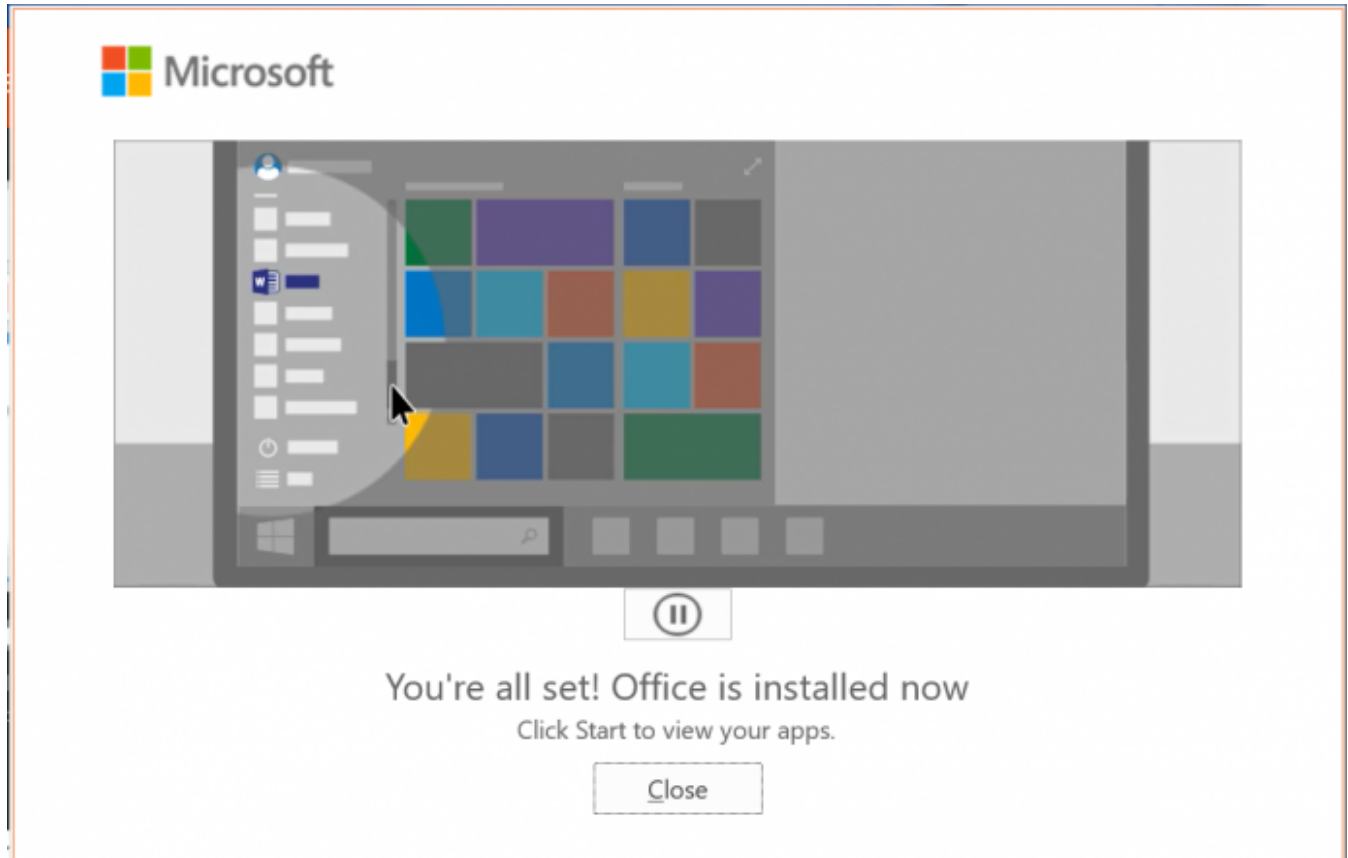 Microsoft
W
You're all set! Office is installed now
Click Start to view your apps.
Close